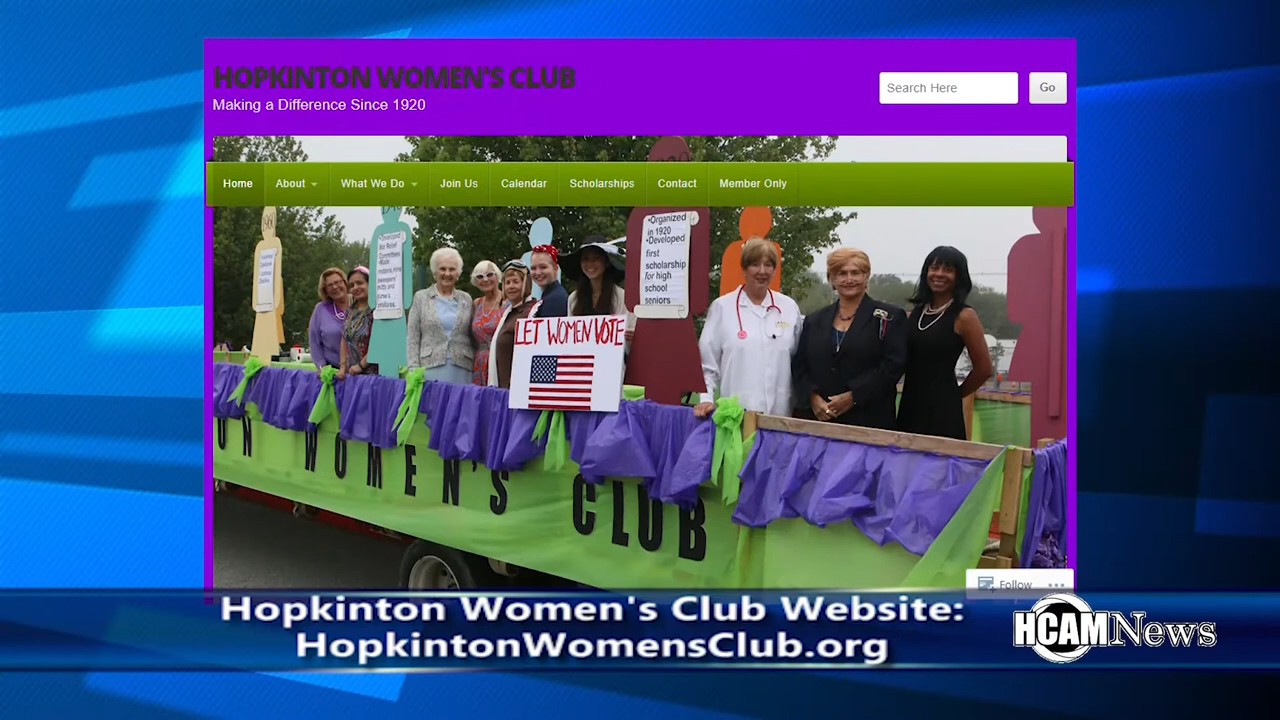 HOPKINTON WOMEN'S CLUB
Making a Difference Since 1920
Search Here
Go
Home
About
What We Do
Join Us
Calendar
Scholarships
Contact
Member Only
•Organized
in 1920
•Developed
first
scholarship
for high
school
seniors
LET WOMEN VOTE
ON WOMEN'S CLUB
Follow
Hopkinton Women's Club Website:
HopkintonWomensClub.org
HCAMNews